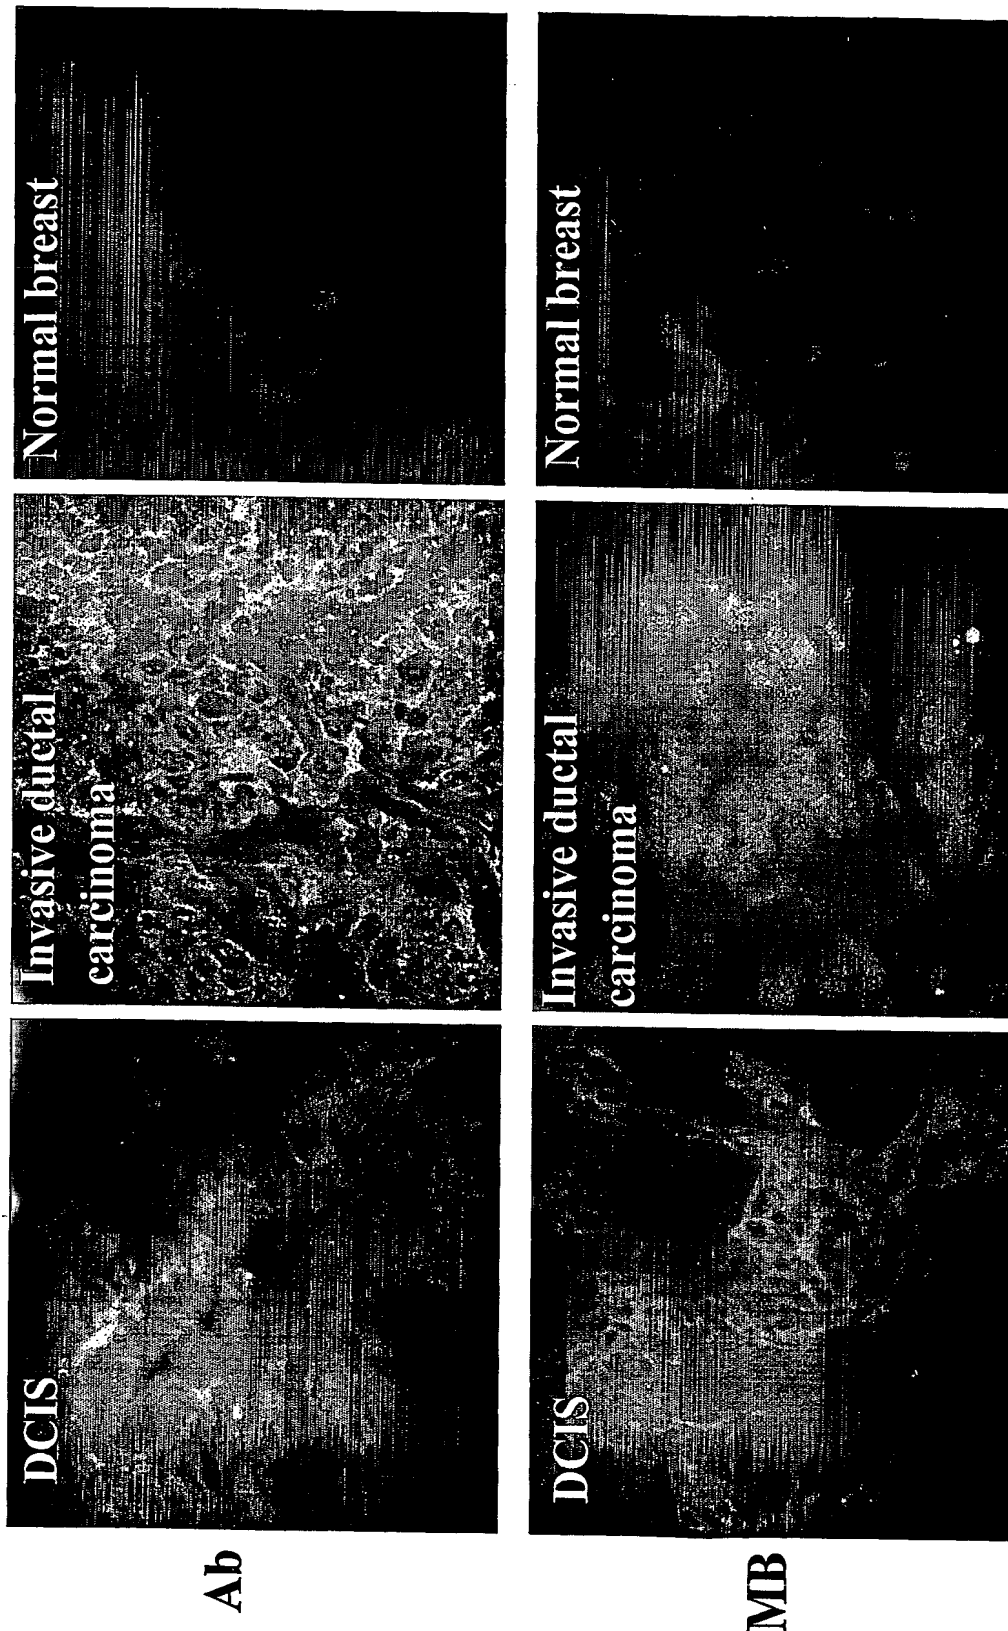 Ab
DCIS
Invasive ductal
carcinoma
Normal breast
MB
DCIS
Invasive ductal
carcinoma
Normal breast